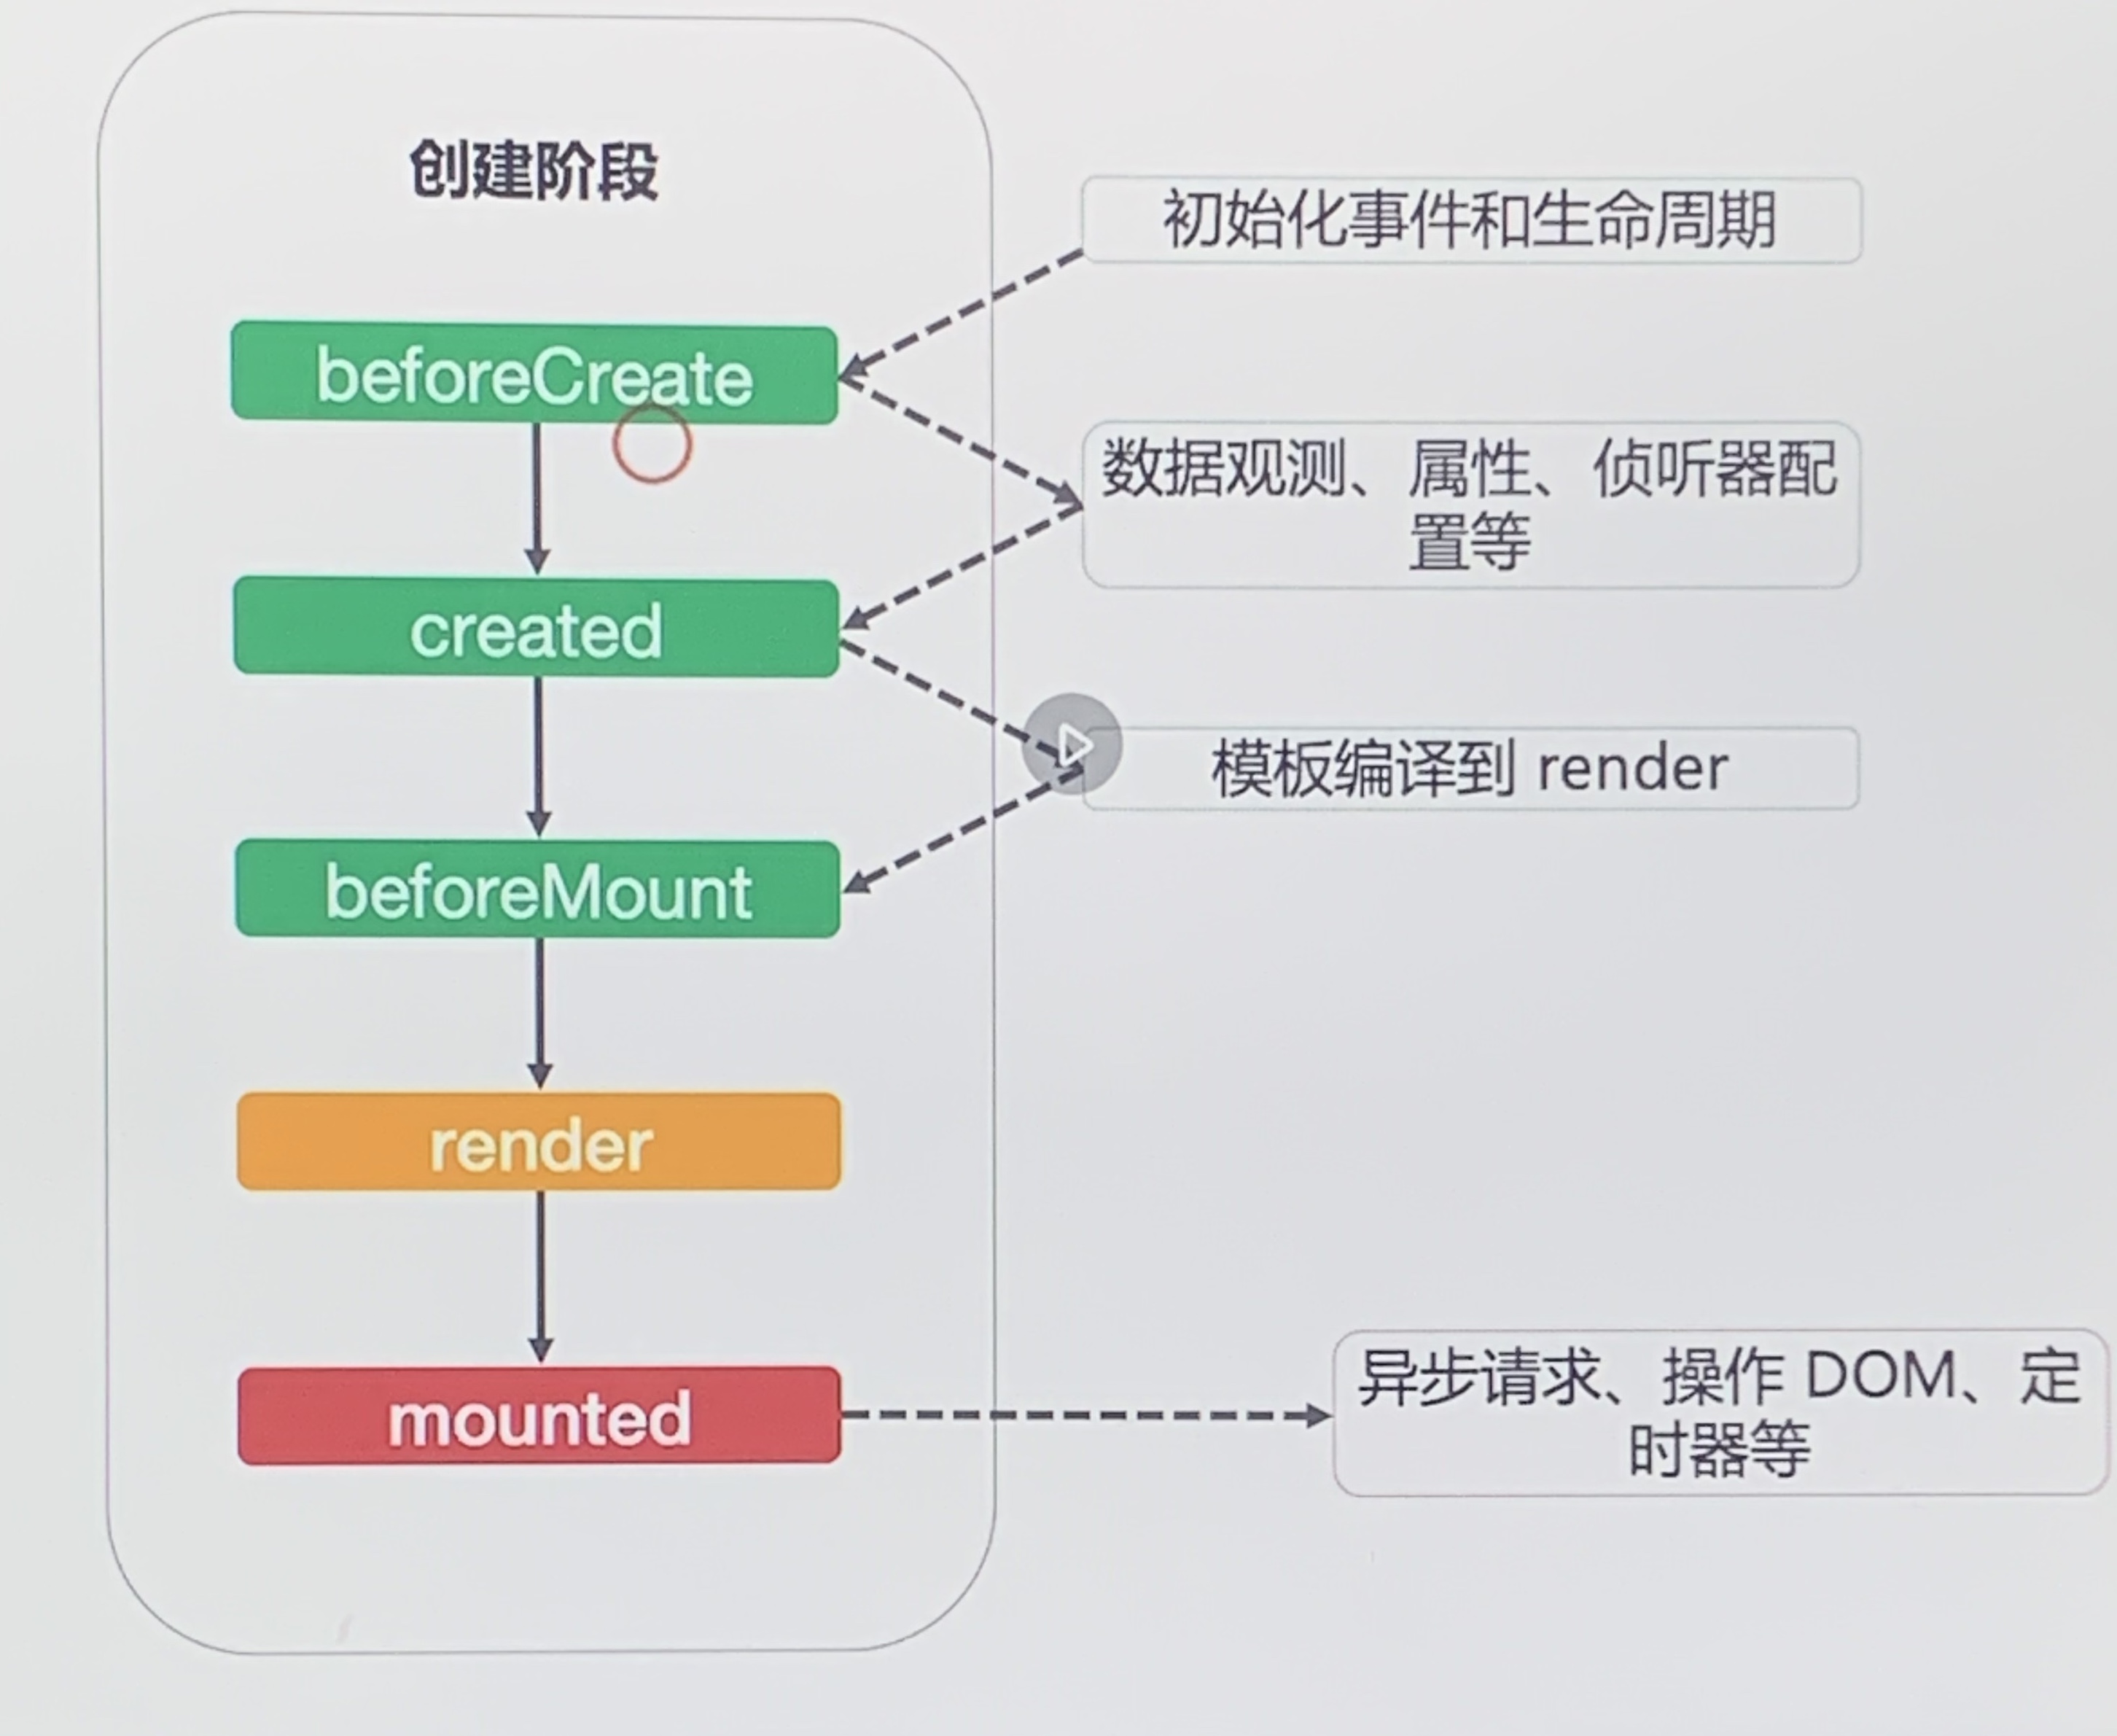 创建阶段
初始化事件和生命周期
beforeCreate
数据观测、属性、侦听器配
置等
created
模板编译到 render
beforeMount
render
mounted
异步请求、操作 DOM、定
时器等